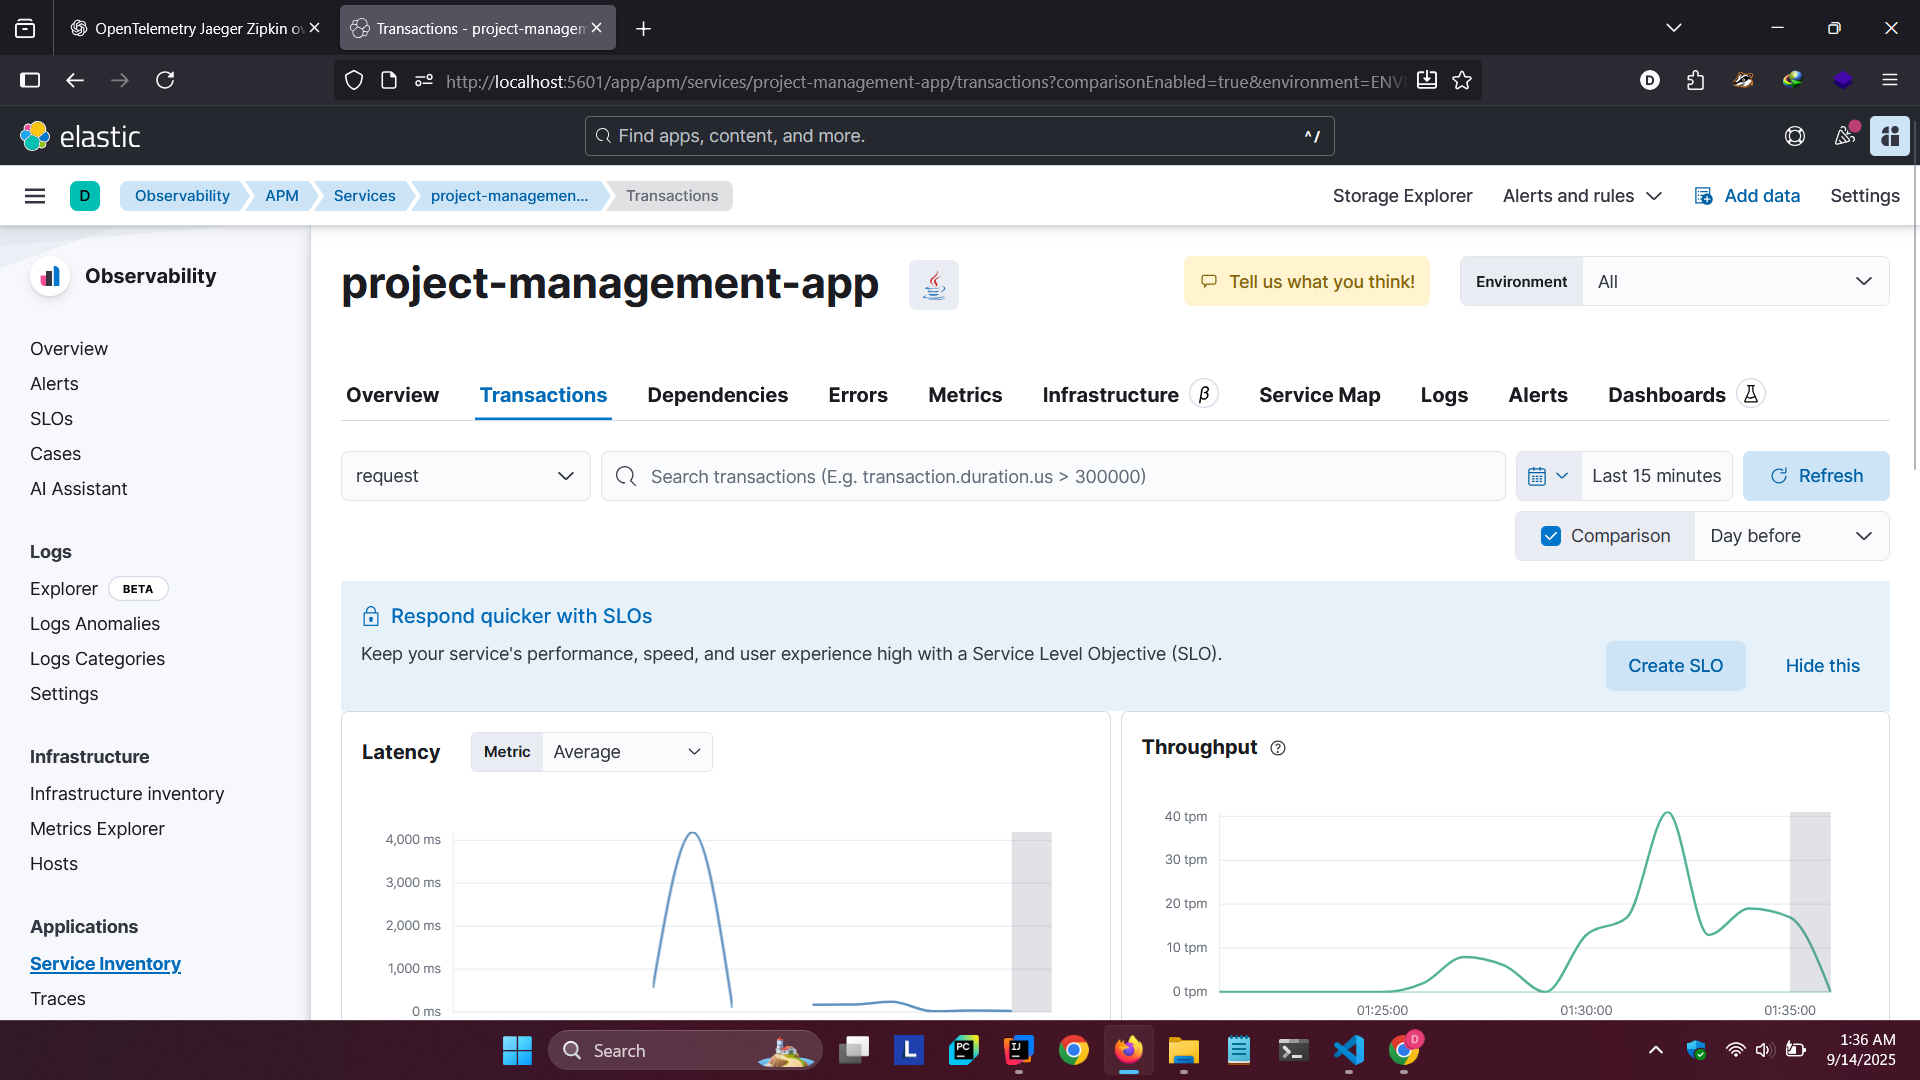 OpenTelemetry Jaeger Zipkin ov
Transactions - project-managem
http://localhost:5601/app/apm/services/project-management-app/transactions?comparisonEnabled=true&environment=ENV
D
elastic
Find apps, content, and more.
^/
D
Observability
APM
Services
project-managemen...
Transactions
Storage Explorer
Alerts and rules
Add data
Settings
Observability
Overview
Alerts
SLOs
Cases
AI Assistant
Logs
Explorer BETA
Logs Anomalies
Logs Categories
Settings
Infrastructure
Infrastructure inventory
Metrics Explorer
Hosts
Applications
Service Inventory
Traces
project-management-app
Tell us what you think!
Environment All
Overview
Transactions
Dependencies
Errors
Metrics
Infrastructure β
Service Map
Logs
Alerts
Dashboards
request
Search transactions (E.g. transaction.duration.us > 300000)
Last 15 minutes
Refresh
Comparison
Day before
Respond quicker with SLOs
Keep your service's performance, speed, and user experience high with a Service Level Objective (SLO).
Create SLO
Hide this
Latency
Metric Average
4,000 ms
3,000 ms
2,000 ms
1,000 ms
0 ms
Throughput
40 tpm
30 tpm
20 tpm
10 tpm
0 tpm
01:25:00
01:30:00
01:35:00
Search
L
PC
IJ
D
1:36 AM
9/14/2025